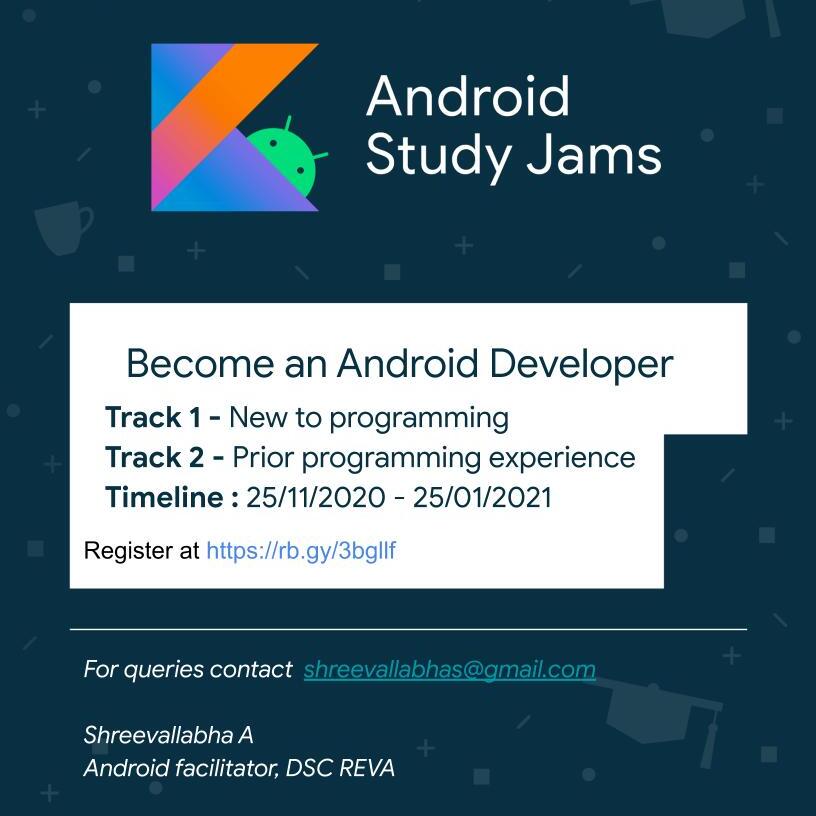 Android
Study Jams
Become an Android Developer
Track 1 - New to programming
Track 2 - Prior programming experience
Timeline : 25/11/2020 - 25/01/2021
Register at https://rb.gy/3bgllf
For queries contact shreevallabhas@gmail.com
Shreevallabha A
Android facilitator, DSC REVA